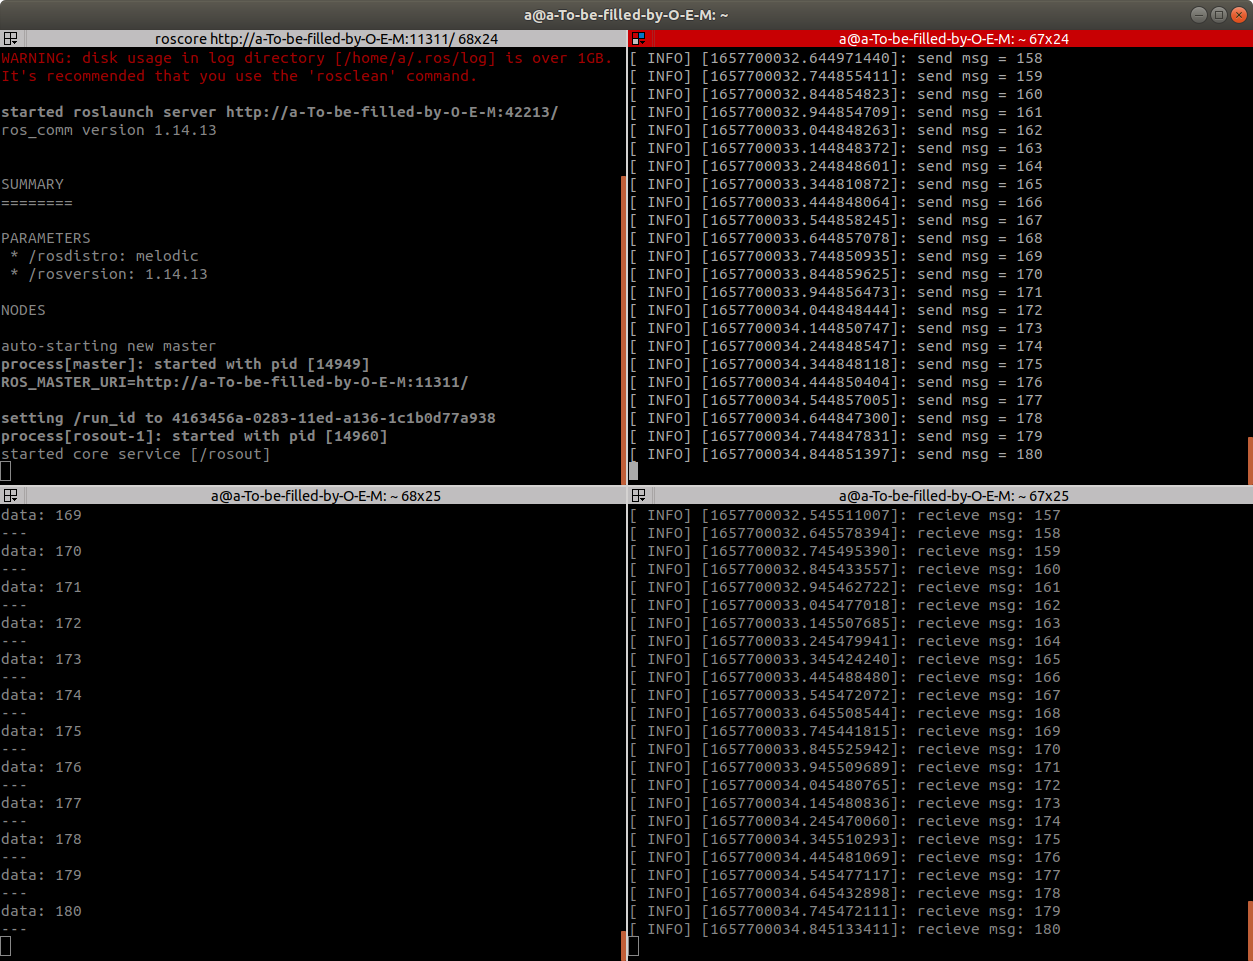 a@a-To-be-filled-by-O-E-M: ~
roscore http://a-To-be-filled-by-O-E-M:11311/ 68x24
WARNING: disk usage in log directory [/home/a/.ros/log] is over 1GB.
It's recommended that you use the 'rosclean' command.
started roslaunch server http://a-To-be-filled-by-O-E-M:42213/
ros_comm version 1.14.13
SUMMARY
========
PARAMETERS
* /rosdistro: melodic
* /rosversion: 1.14.13
NODES
auto-starting new master
process[master]: started with pid [14949]
ROS_MASTER_URI=http://a-To-be-filled-by-O-E-M:11311/
setting /run_id to 4163456a-0283-11ed-a136-1c1b0d77a938
process[rosout-1]: started with pid [14960]
started core service [/rosout]
a@a-To-be-filled-by-O-E-M: ~ 67x24
[ INFO] [1657700032.644971440]: send msg = 158
[ INFO] [1657700032.744855411]: send msg = 159
[ INFO] [1657700032.844854823]: send msg = 160
[ INFO] [1657700032.944854709]: send msg = 161
[ INFO] [1657700033.044848263]: send msg = 162
[ INFO] [1657700033.144848372]: send msg = 163
[ INFO] [1657700033.244848601]: send msg = 164
[ INFO] [1657700033.344810872]: send msg = 165
[ INFO] [1657700033.444848064]: send msg = 166
[ INFO] [1657700033.544858245]: send msg = 167
[ INFO] [1657700033.644857078]: send msg = 168
[ INFO] [1657700033.744850935]: send msg = 169
[ INFO] [1657700033.844859625]: send msg = 170
[ INFO] [1657700033.944856473]: send msg = 171
[ INFO] [1657700034.044848444]: send msg = 172
[ INFO] [1657700034.144850747]: send msg = 173
[ INFO] [1657700034.244848547]: send msg = 174
[ INFO] [1657700034.344848118]: send msg = 175
[ INFO] [1657700034.444850404]: send msg = 176
[ INFO] [1657700034.544857005]: send msg = 177
[ INFO] [1657700034.644847300]: send msg = 178
[ INFO] [1657700034.744847831]: send msg = 179
[ INFO] [1657700034.844851397]: send msg = 180
a@a-To-be-filled-by-O-E-M: ~ 68x25
data: 169
---
data: 170
---
data: 171
---
data: 172
---
data: 173
---
data: 174
---
data: 175
---
data: 176
---
data: 177
---
data: 178
---
data: 179
---
data: 180
---
a@a-To-be-filled-by-O-E-M: ~ 67x25
[ INFO] [1657700032.545511007]: recieve msg: 157
[ INFO] [1657700032.645578394]: recieve msg: 158
[ INFO] [1657700032.745495390]: recieve msg: 159
[ INFO] [1657700032.845433557]: recieve msg: 160
[ INFO] [1657700032.945462722]: recieve msg: 161
[ INFO] [1657700033.045477018]: recieve msg: 162
[ INFO] [1657700033.145507685]: recieve msg: 163
[ INFO] [1657700033.245479941]: recieve msg: 164
[ INFO] [1657700033.345424240]: recieve msg: 165
[ INFO] [1657700033.445488480]: recieve msg: 166
[ INFO] [1657700033.545472072]: recieve msg: 167
[ INFO] [1657700033.645508544]: recieve msg: 168
[ INFO] [1657700033.745441815]: recieve msg: 169
[ INFO] [1657700033.845525942]: recieve msg: 170
[ INFO] [1657700033.945509689]: recieve msg: 171
[ INFO] [1657700034.045480765]: recieve msg: 172
[ INFO] [1657700034.145480836]: recieve msg: 173
[ INFO] [1657700034.245470060]: recieve msg: 174
[ INFO] [1657700034.345510293]: recieve msg: 175
[ INFO] [1657700034.445481069]: recieve msg: 176
[ INFO] [1657700034.545477117]: recieve msg: 177
[ INFO] [1657700034.645432898]: recieve msg: 178
[ INFO] [1657700034.745472111]: recieve msg: 179
[ INFO] [1657700034.845133411]: recieve msg: 180